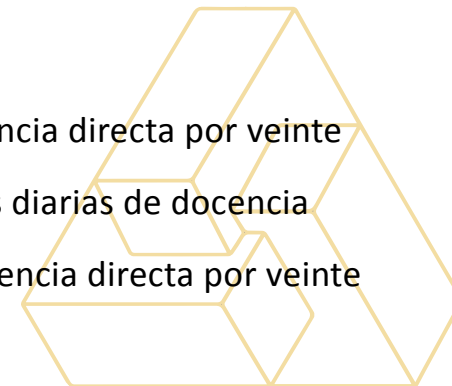 ncia directa por veinte
s diarias de docencia
encia directa por veinte